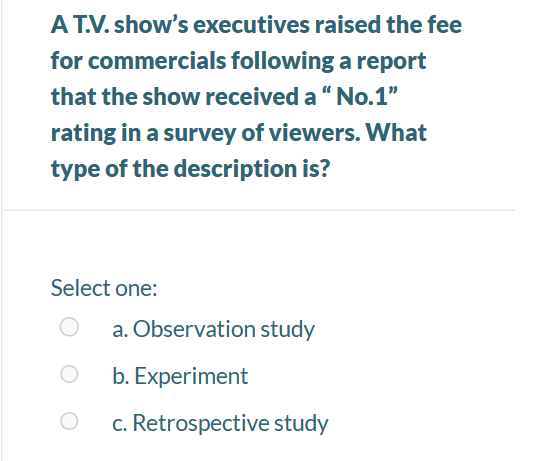 A T.V. show’s executives raised the fee
for commercials following a report
that the show received a “ No.1”
rating in a survey of viewers. What
type of the description is?
Select one:
a. Observation study
b. Experiment
c. Retrospective study